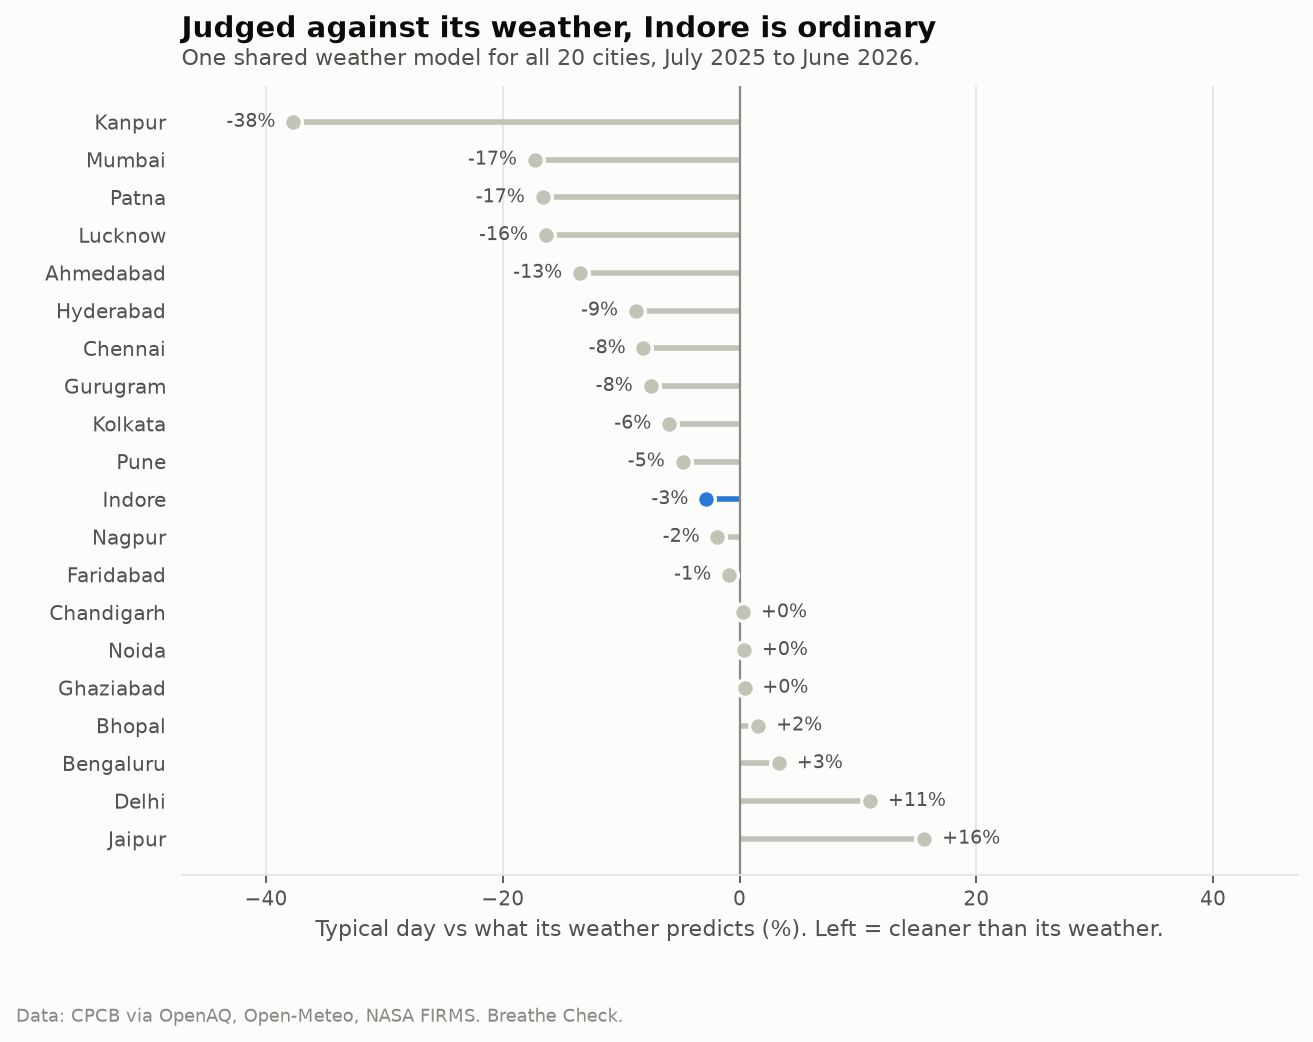 Judged against its weather, Indore is ordinary
One shared weather model for all 20 cities, July 2025 to June 2026.
Kanpur -38%
Mumbai -17%
Patna -17%
Lucknow -16%
Ahmedabad -13%
Hyderabad -9%
Chennai -8%
Gurugram -8%
Kolkata -6%
Pune -5%
Indore -3%
Nagpur -2%
Faridabad -1%
Chandigarh +0%
Noida +0%
Ghaziabad +0%
Bhopal +2%
Bengaluru +3%
Delhi +11%
Jaipur +16%
−40 −20 0 20 40
Typical day vs what its weather predicts (%). Left = cleaner than its weather.
Data: CPCB via OpenAQ, Open-Meteo, NASA FIRMS. Breathe Check.